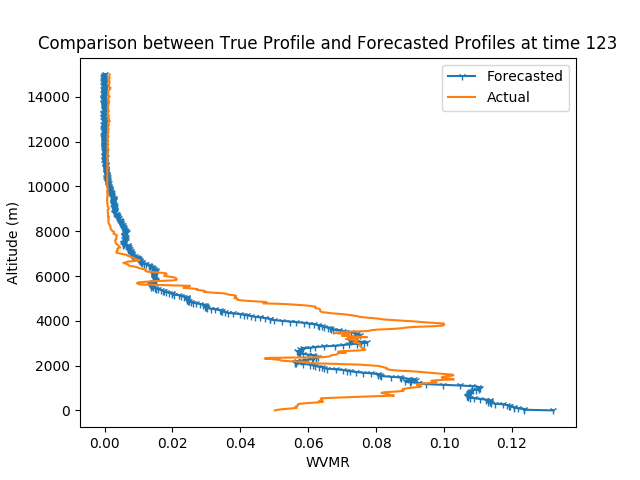 Comparison between True Profile and Forecasted Profiles at time 123
Forecasted
Actual
14000
12000
10000
8000
6000
4000
2000
0
Altitude (m)
0.00 0.02 0.04 0.06 0.08 0.10 0.12
WVMR